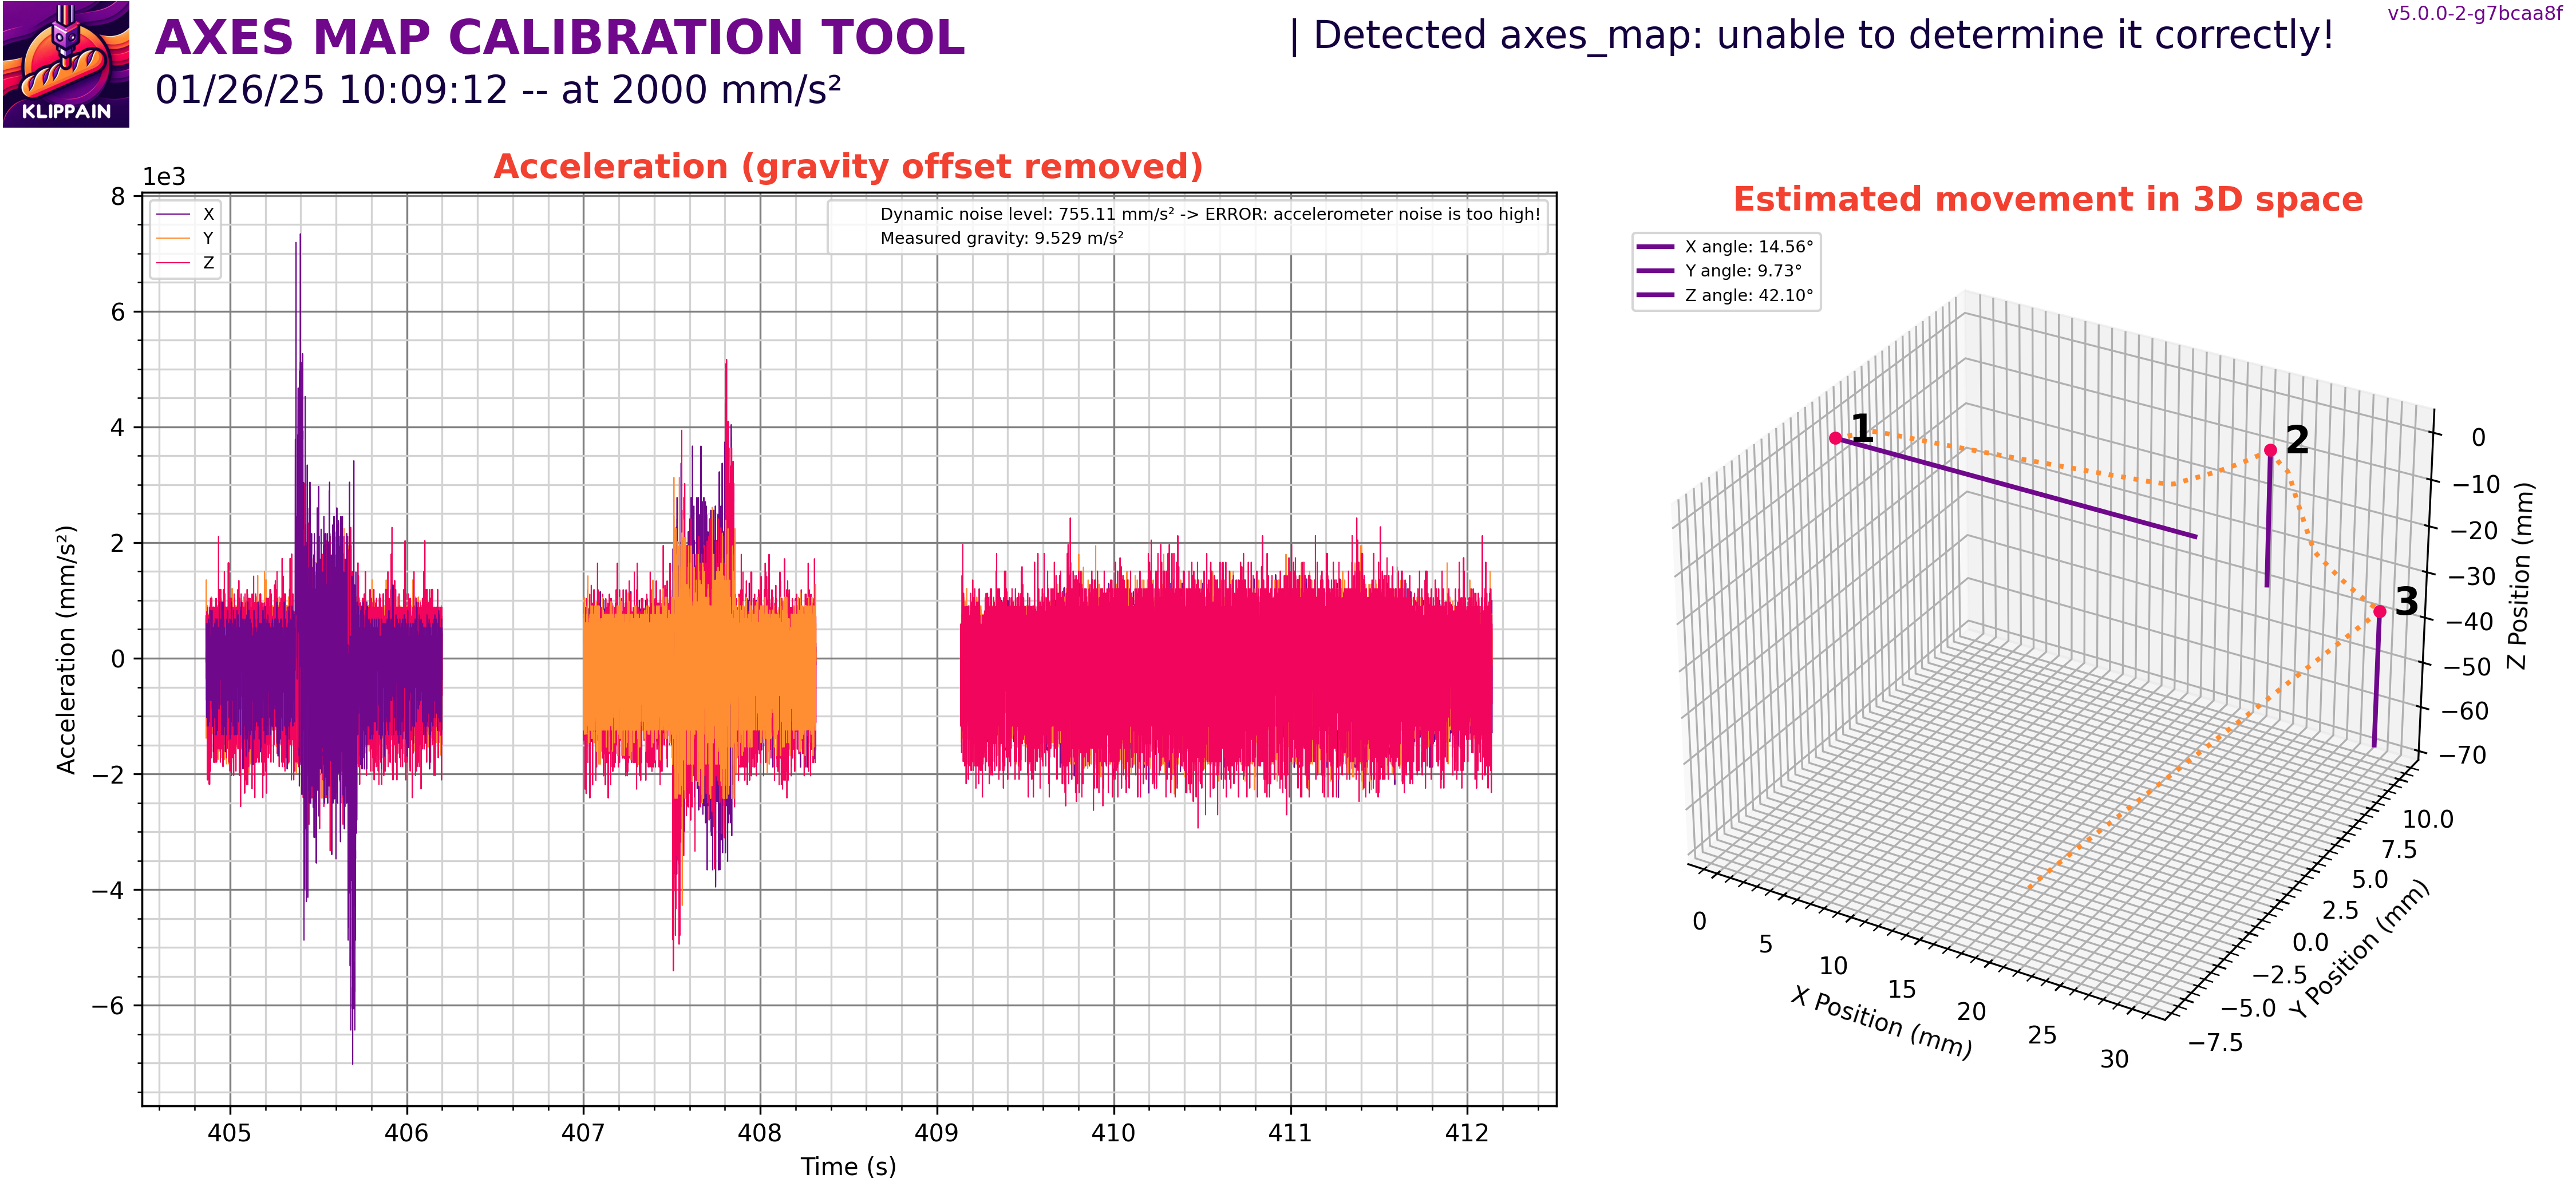 AXES MAP CALIBRATION TOOL
01/26/25 10:09:12 -- at 2000 mm/s²
| Detected axes_map: unable to determine it correctly!
v5.0.0-2-g7bcaa8f
KLIPPAIN
Acceleration (gravity offset removed)
1e3
X
Y
Z
Dynamic noise level: 755.11 mm/s² -> ERROR: accelerometer noise is too high!
Measured gravity: 9.529 m/s²
8
6
4
2
0
−2
−4
−6
Acceleration (mm/s²)
405
406
407
408
409
410
411
412
Time (s)
Estimated movement in 3D space
X angle: 14.56°
Y angle: 9.73°
Z angle: 42.10°
1
2
3
0
−10
−20
−30
−40
−50
−60
−70
Z Position (mm)
10.0
7.5
5.0
2.5
0.0
−2.5
−5.0
−7.5
Y Position (mm)
0
5
10
15
20
25
30
X Position (mm)